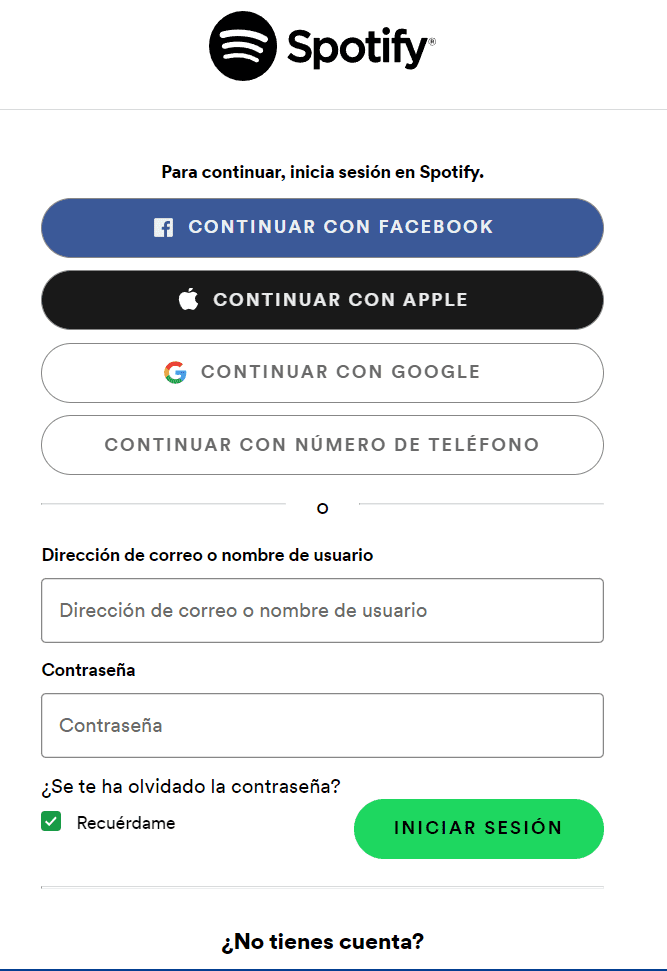 Spotify®
Para continuar, inicia sesión en Spotify.
CONTINUAR CON FACEBOOK
CONTINUAR CON APPLE
CONTINUAR CON GOOGLE
CONTINUAR CON NÚMERO DE TELÉFONO
O
Dirección de correo o nombre de usuario
Dirección de correo o nombre de usuario
Contraseña
Contraseña
¿Se te ha olvidado la contraseña?
Recuérdame
INICIAR SESIÓN
¿No tienes cuenta?